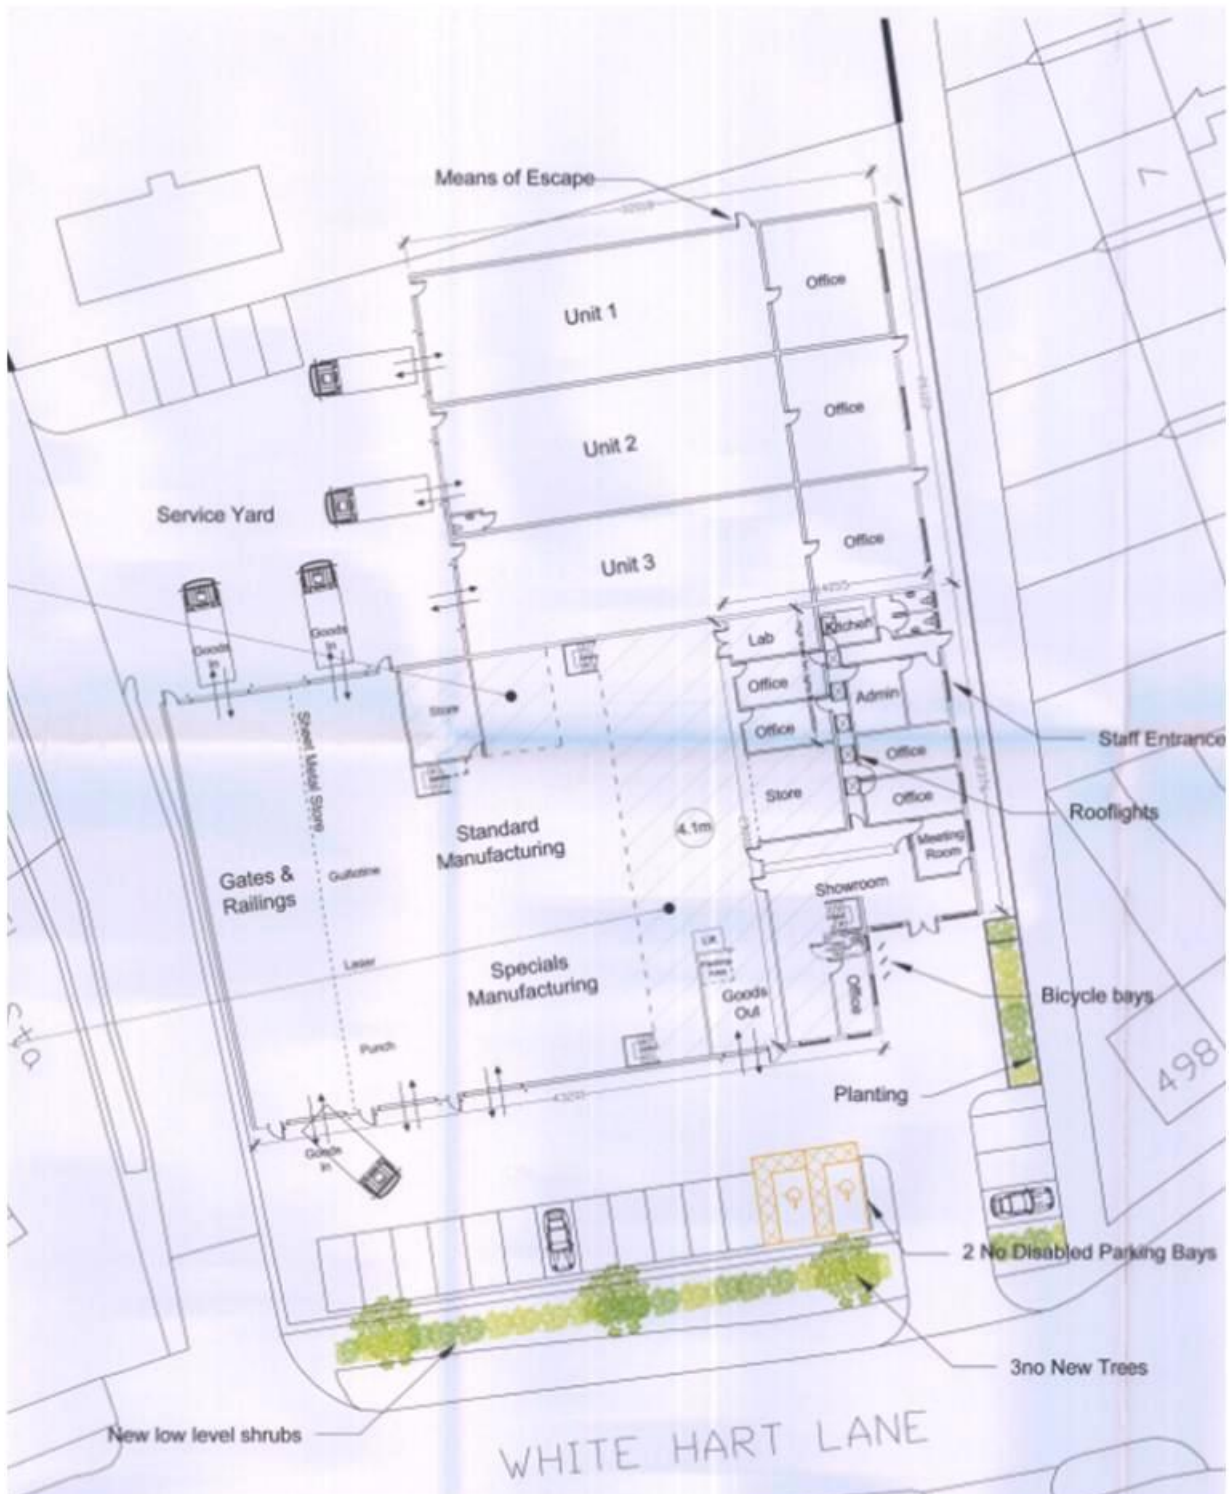 Means of Escape
Office
Unit 1
Office
Unit 2
Service Yard
Office
Unit 3
Goods
In
Goods
In
Kitchen
Lab
Office
Admin
Store
Office
Office
Staff Entrance
Sheet Metal Store
Store
Office
Rooflights
4.1m
Standard
Manufacturing
Meeting
Room
Gates &
Railings
Guillotine
Showroom
Laser
Specials
Manufacturing
Lift
Goods
Out
Office
Bicycle bays
Punch
498
Planting
Goods
In
2 No Disabled Parking Bays
3no New Trees
New low level shrubs
WHITE HART LANE